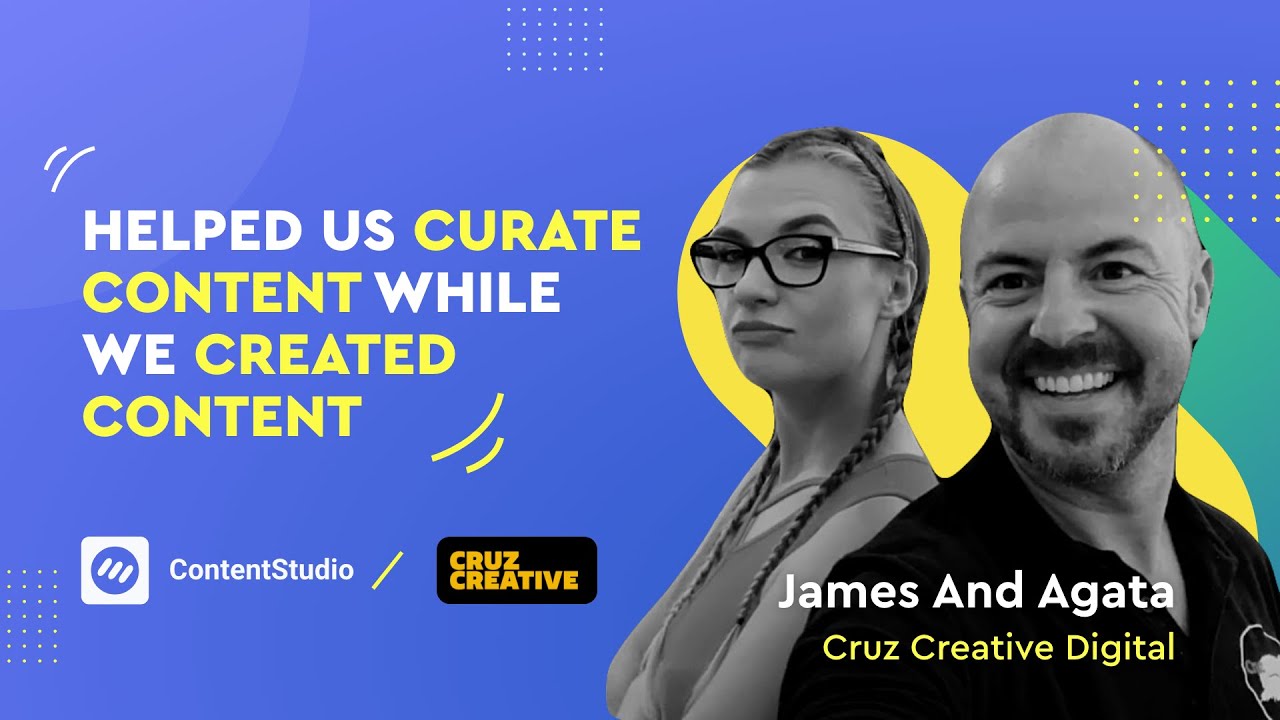 HELPED US CURATE
CONTENT WHILE
WE CREATED
CONTENT
ContentStudio
CRUZ
CREATIVE
James And Agata
Cruz Creative Digital